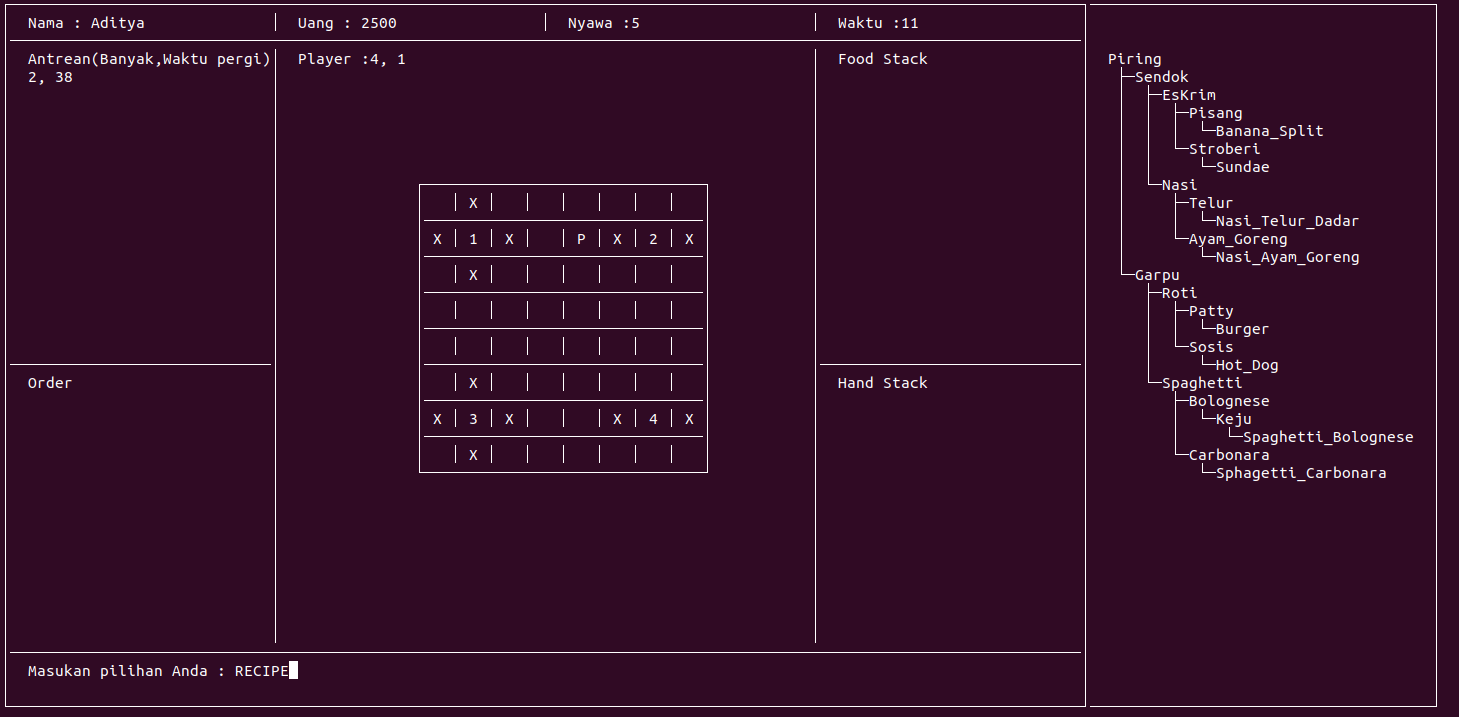 Nama : Aditya Uang : 2500 Nyawa :5 Waktu :11
Antrean(Banyak,Waktu pergi)
2, 38
Player :4, 1
X
X 1 X P X 2 X
X
X
X 3 X X 4 X
X
Food Stack
Order
Hand Stack
Masukan pilihan Anda : RECIPE
Piring
Sendok
EsKrim
Pisang
Banana_Split
Stroberi
Sundae
Nasi
Telur
Nasi_Telur_Dadar
Ayam_Goreng
Nasi_Ayam_Goreng
Garpu
Roti
Patty
Burger
Sosis
Hot_Dog
Spaghetti
Bolognese
Keju
Spaghetti_Bolognese
Carbonara
Sphagetti_Carbonara